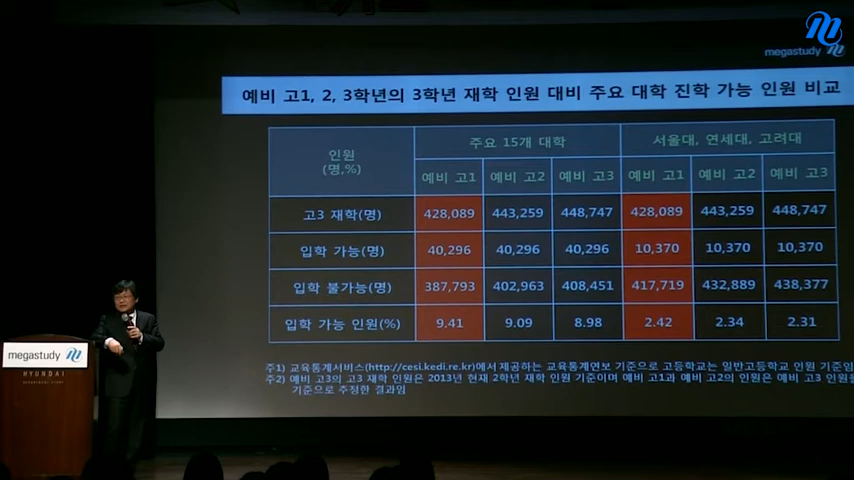 megastudy
예비 고1, 2, 3학년의 3학년 재학 인원 대비 주요 대학 진학 가능 인원 비교
인원 (명,%) 주요 15개 대학 서울대, 연세대, 고려대
예비 고1 예비 고2 예비 고3 예비 고1 예비 고2 예비 고3
고3 재학(명) 428,089 443,259 448,747 428,089 443,259 448,747
입학 가능(명) 40,296 40,296 40,296 10,370 10,370 10,370
입학 불가능(명) 387,793 402,963 408,451 417,719 432,889 438,377
입학 가능 인원(%) 9.41 9.09 8.98 2.42 2.34 2.31
주1) 교육통계서비스(http://cesi.kedi.re.kr)에서 제공하는 교육통계연보 기준으로 고등학교는 일반고등학교 인원 기준임
주2) 예비 고3의 고3 재학 인원은 2013년 현재 2학년 재학 인원 기준이며 예비 고1과 예비 고2의 인원은 예비 고3 인원을
기준으로 추정한 결과임
megastudy
HYUNDAI